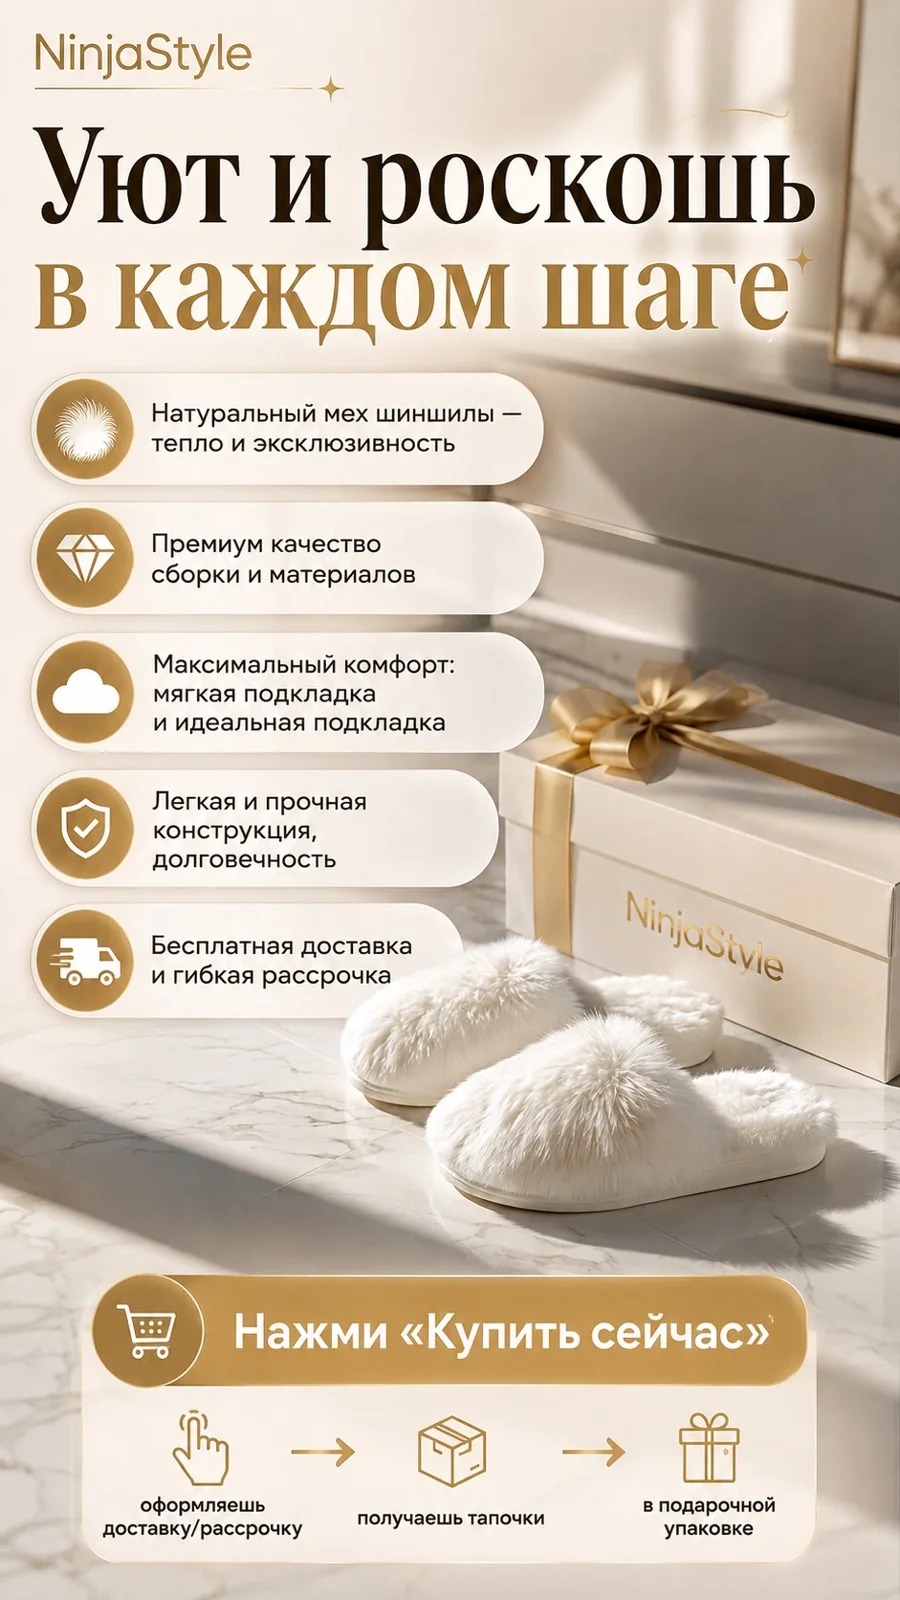 NinjaStyle
Уют и роскошь
в каждом шаге
Натуральный мех шиншилы –
тепло и эксклюзивность
Премиум качество
сборки и материалов
Максимальный комфорт:
мягкая подкладка
и идеальная подкладка
Легкая и прочная
конструкция,
долговечность
Бесплатная доставка
и гибкая рассрочка
NinjaStyle
Нажми «Купить сейчас»
оформляешь
доставку/рассрочку
получаешь тапочки
в подарочной
упаковке